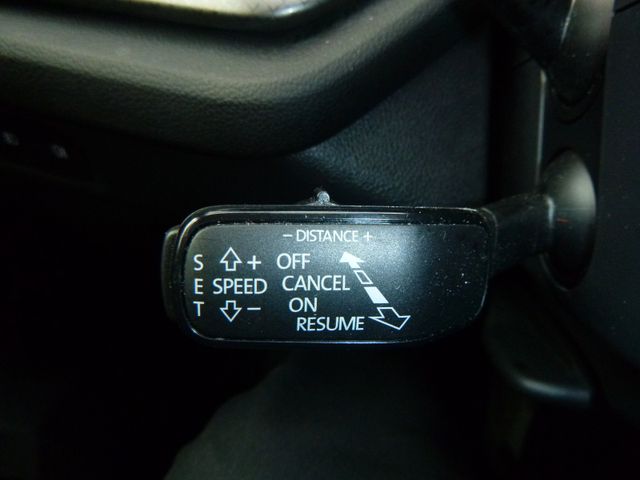 − DISTANCE +
S + OFF
E SPEED CANCEL
T − ON
RESUME